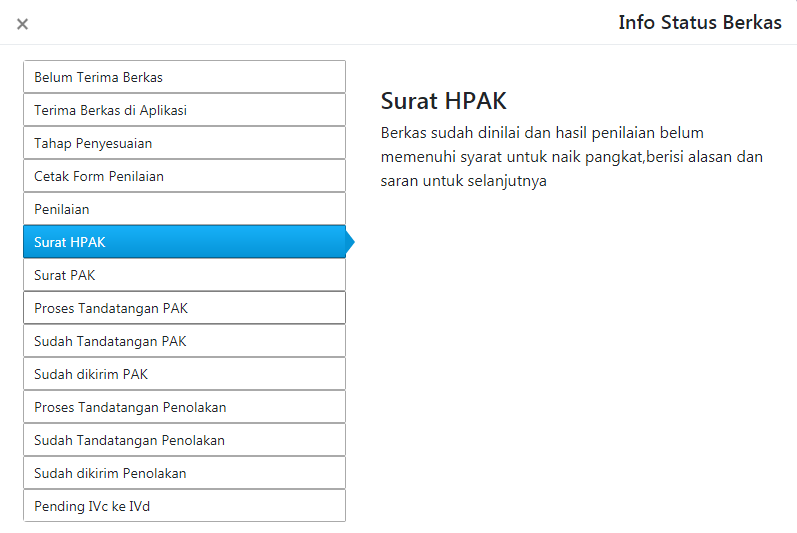 ×
Info Status Berkas
Belum Terima Berkas
Terima Berkas di Aplikasi
Tahap Penyesuaian
Cetak Form Penilaian
Penilaian
Surat HPAK
Surat PAK
Proses Tandatangan PAK
Sudah Tandatangan PAK
Sudah dikirim PAK
Proses Tandatangan Penolakan
Sudah Tandatangan Penolakan
Sudah dikirim Penolakan
Pending IVc ke IVd
Surat HPAK
Berkas sudah dinilai dan hasil penilaian belum
memenuhi syarat untuk naik pangkat,berisi alasan dan
saran untuk selanjutnya